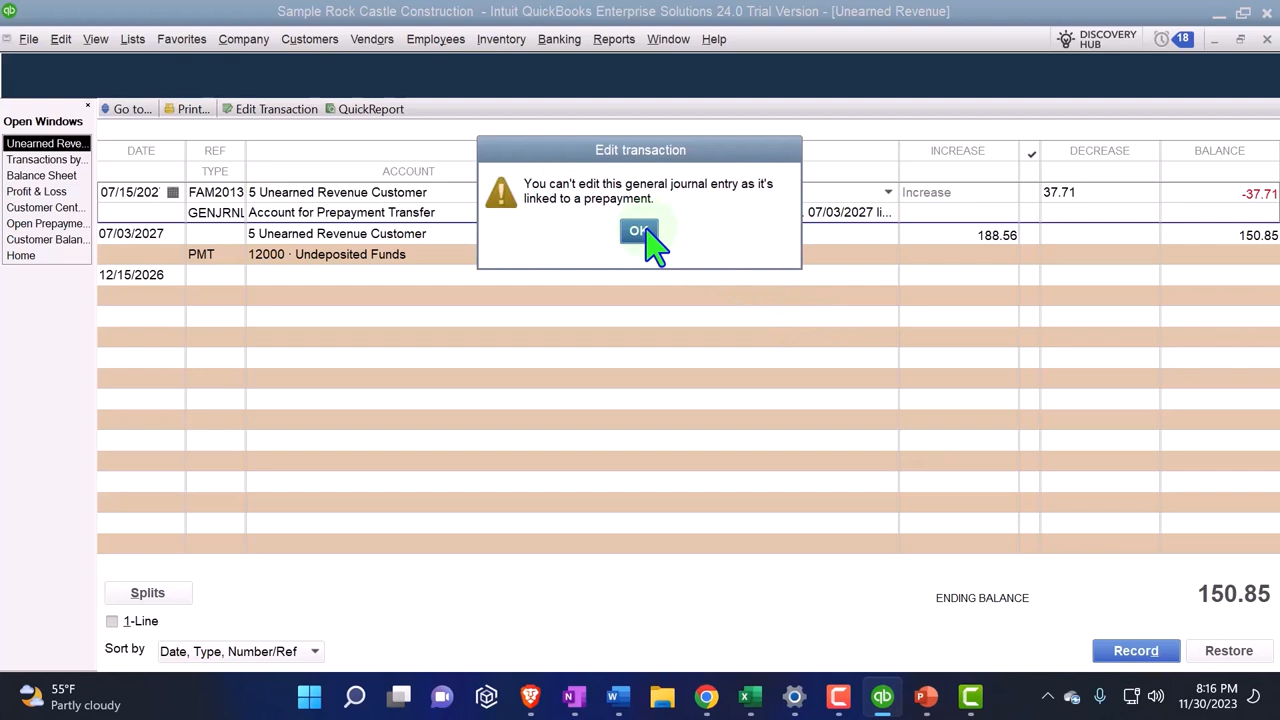 Sample Rock Castle Construction - Intuit QuickBooks Enterprise Solutions 24.0 Trial Version - [Unearned Revenue]
File Edit View Lists Favorites Company Customers Vendors Employees Inventory Banking Reports Window Help
DISCOVERY
HUB
18
Go to... Print... Edit Transaction QuickReport
Open Windows
Unearned Reve...
Transactions by...
Balance Sheet
Profit & Loss
Customer Cent...
Open Prepayme...
Customer Balan...
Home
DATE REF INCREASE DECREASE BALANCE
TYPE ACCOUNT
07/15/202 FAM2013 5 Unearned Revenue Customer Increase 37.71 -37.71
GENJRNL Account for Prepayment Transfer . 07/03/2027 li...
07/03/2027 5 Unearned Revenue Customer 188.56 150.85
PMT 12000 · Undeposited Funds
12/15/2026
Edit transaction
You can't edit this general journal entry as it's
linked to a prepayment.
OK
Splits
1-Line
Sort by Date, Type, Number/Ref
ENDING BALANCE 150.85
Record Restore
55°F
Partly cloudy
8:16 PM
11/30/2023